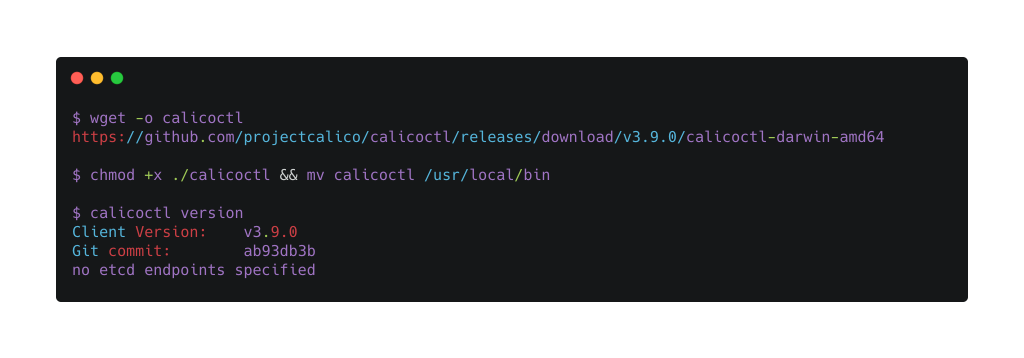 $ wget -o calicoctl
https://github.com/projectcalico/calicoctl/releases/download/v3.9.0/calicoctl-darwin-amd64
$ chmod +x ./calicoctl && mv calicoctl /usr/local/bin
$ calicoctl version
Client Version:    v3.9.0
Git commit:        ab93db3b
no etcd endpoints specified